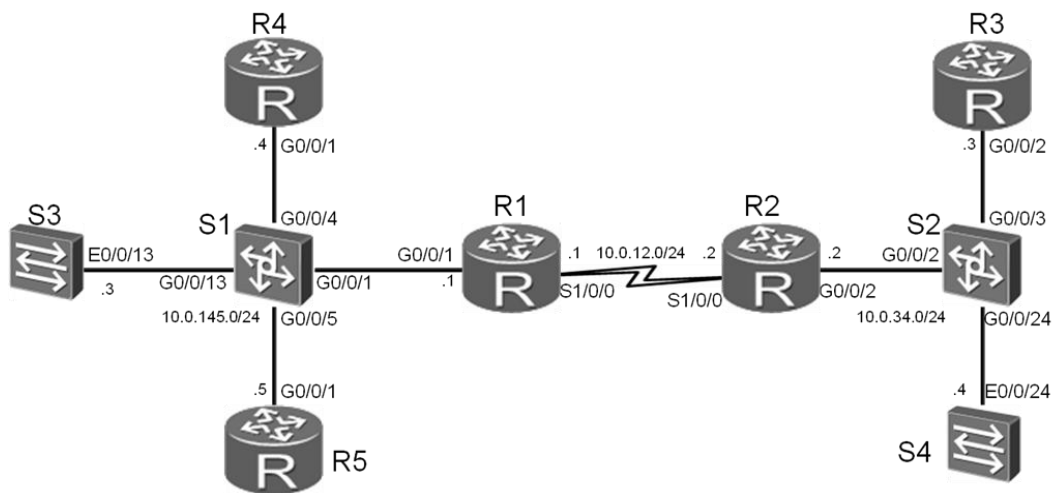 R4
R3
R
R
.4 G0/0/1
.3 G0/0/2
S3
S1
G0/0/4
R1
R2
S2
G0/0/3
E0/0/13
G0/0/1
.1 10.0.12.0/24 .2
.2
G0/0/2
.3
G0/0/13
G0/0/1
.1
R
S1/0/0
S1/0/0
R
G0/0/2
10.0.145.0/24
G0/0/5
10.0.34.0/24
G0/0/24
.5 G0/0/1
.4 E0/0/24
R
R5
S4